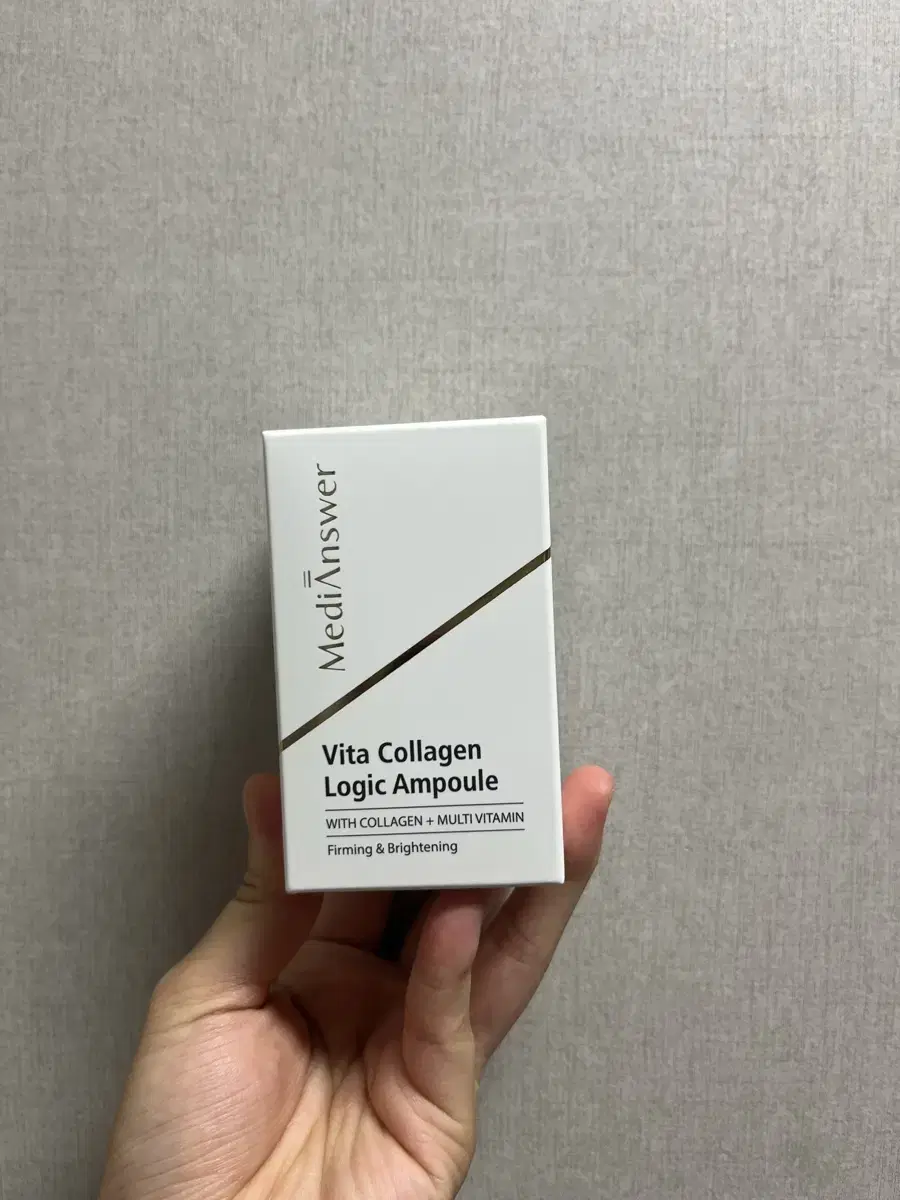 MediAnswer
Vita Collagen
Logic Ampoule
WITH COLLAGEN + MULTI VITAMIN
Firming & Brightening